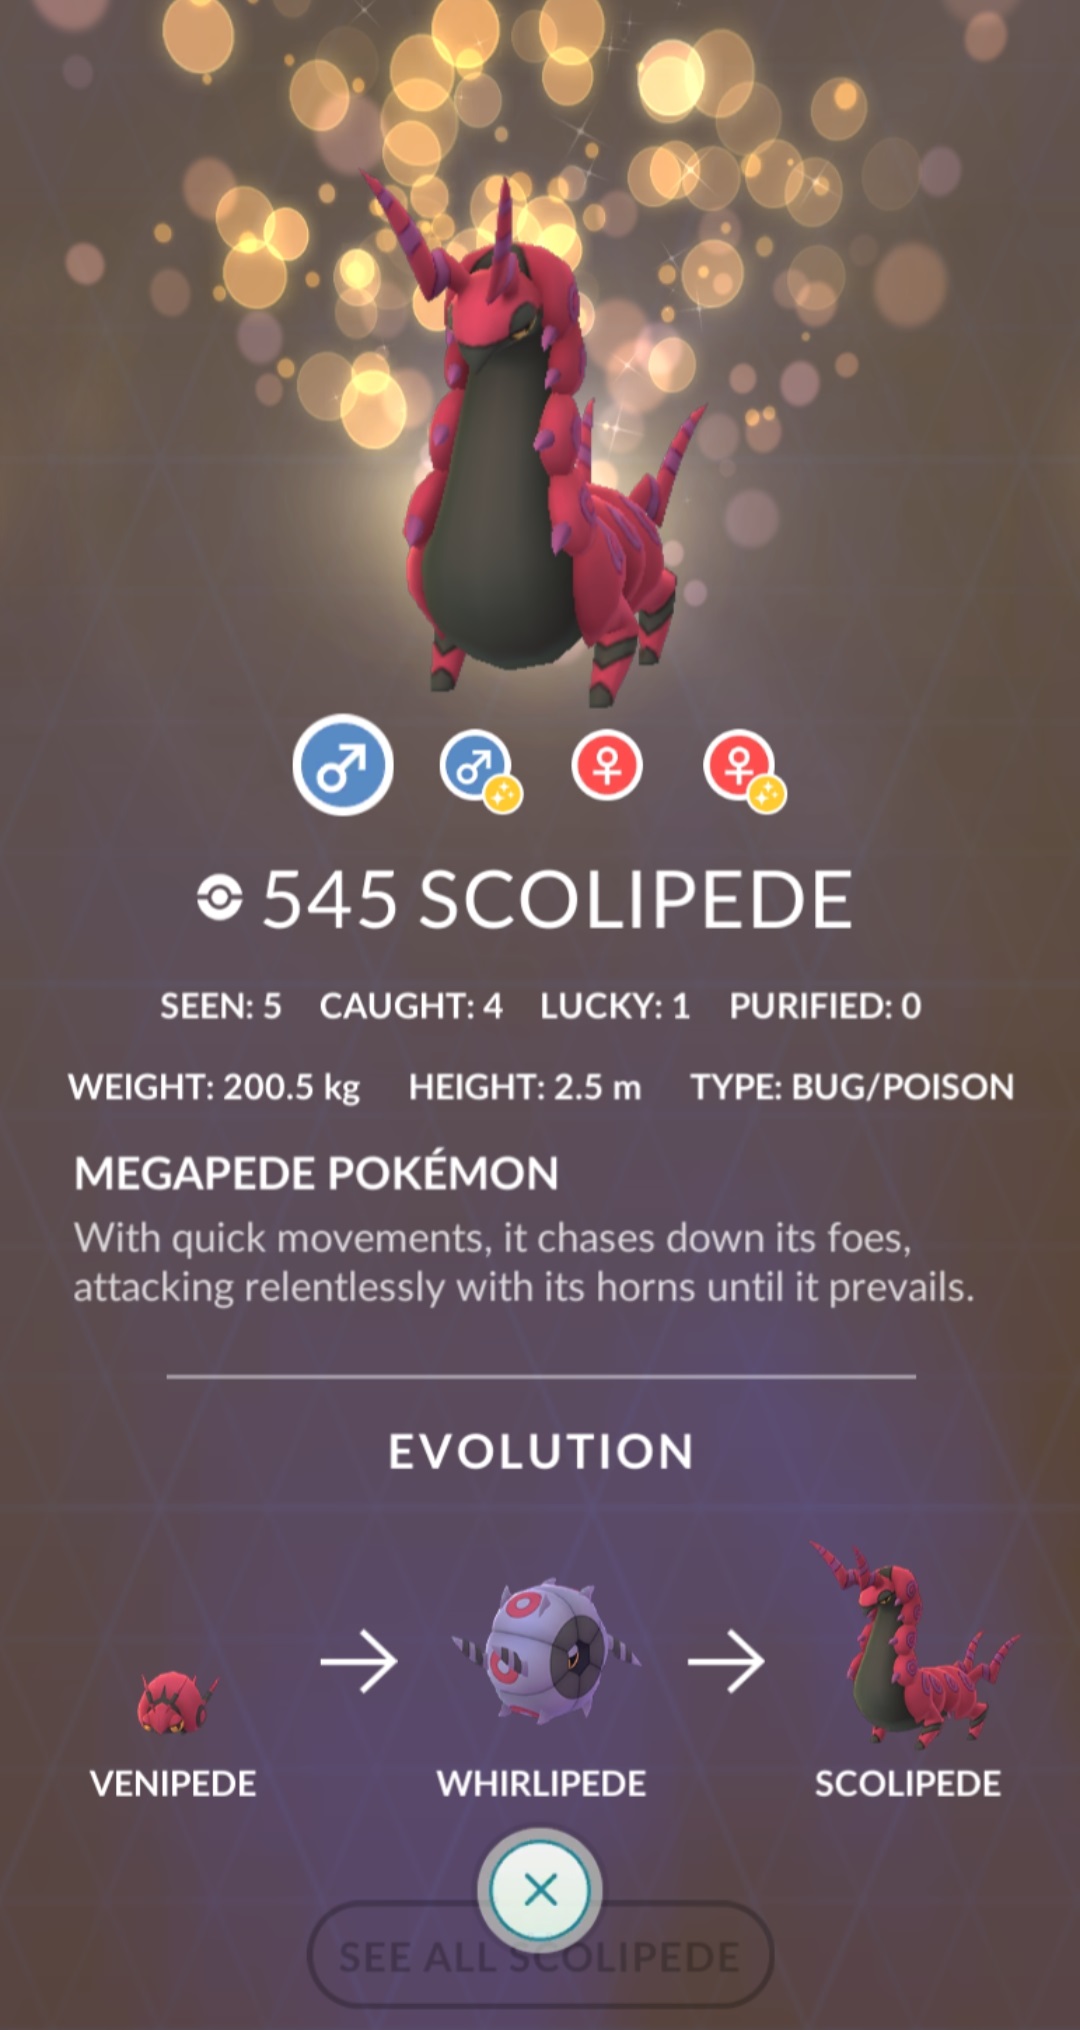 545 SCOLIPEDE
SEEN: 5 CAUGHT: 4 LUCKY: 1 PURIFIED: 0
WEIGHT: 200.5 kg HEIGHT: 2.5 m TYPE: BUG/POISON
MEGAPEDE POKÉMON
With quick movements, it chases down its foes,
attacking relentlessly with its horns until it prevails.
EVOLUTION
VENIPEDE WHIRLIPEDE SCOLIPEDE
SEE ALL SCOLIPEDE